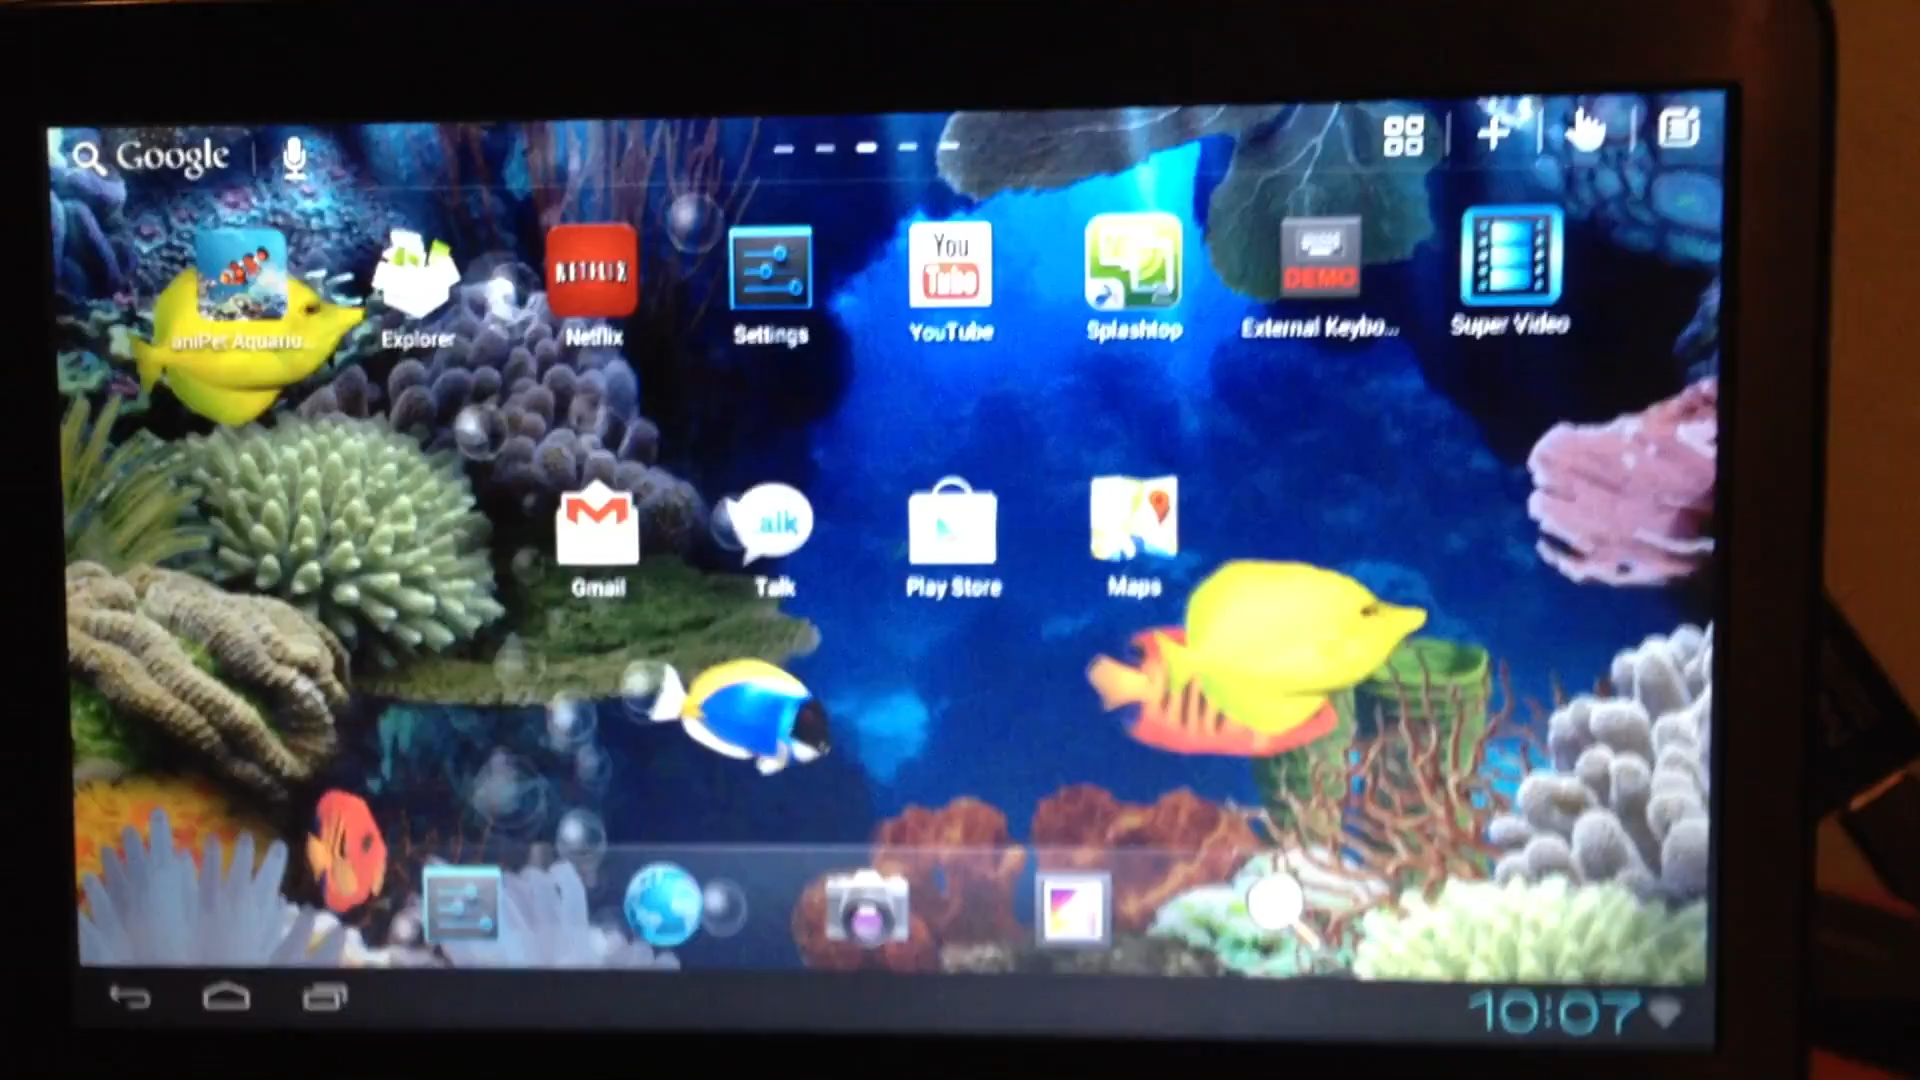 Google
aniPet Aquariu...
Explorer
NETFLIX
Netflix
Settings
You
Tube
YouTube
Splashtop
DEMO
External Keybo...
Super Video
Gmail
talk
Talk
Play Store
Maps
10:07